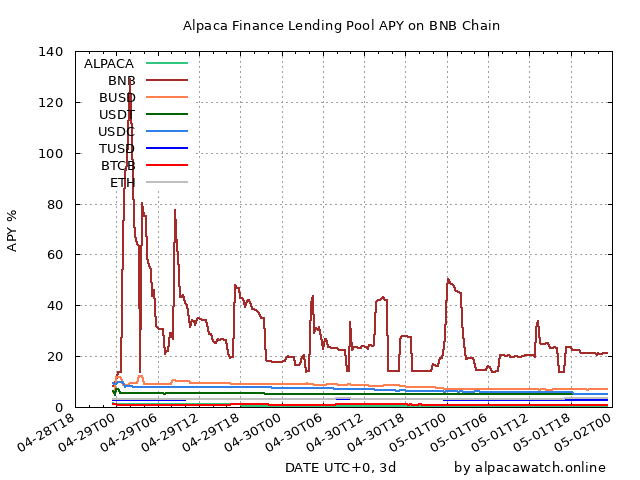 Alpaca Finance Lending Pool APY on BNB Chain
APY %
140
120
100
80
60
40
20
0
ALPACA
BNB
BUSD
USDT
USDC
TUSD
BTCB
ETH
04-28T18
04-29T00
04-29T06
04-29T12
04-29T18
04-30T00
04-30T06
04-30T12
04-30T18
05-01T00
05-01T06
05-01T12
05-01T18
05-02T00
DATE UTC+0, 3d
by alpacawatch.online